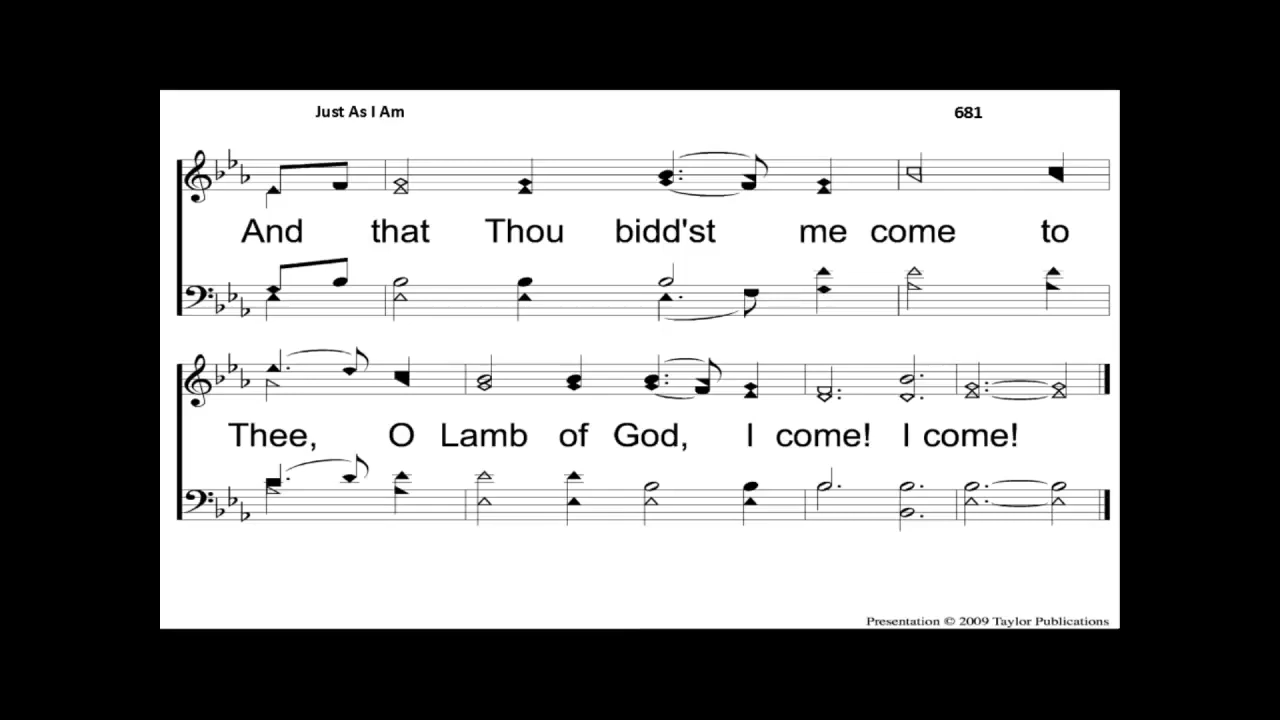 Just As I Am 681
And that Thou bidd'st me come to
Thee, O Lamb of God, I come! I come!
Presentation © 2009 Taylor Publications